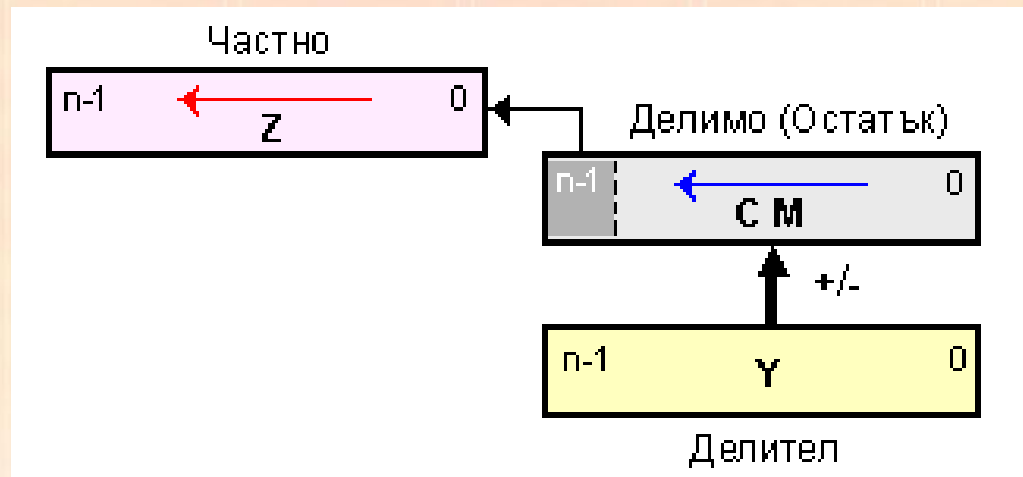 Частно
n-1 0
Z
Делимо (Остатък)
n-1 0
С М
+/-
n-1 Y 0
Делител